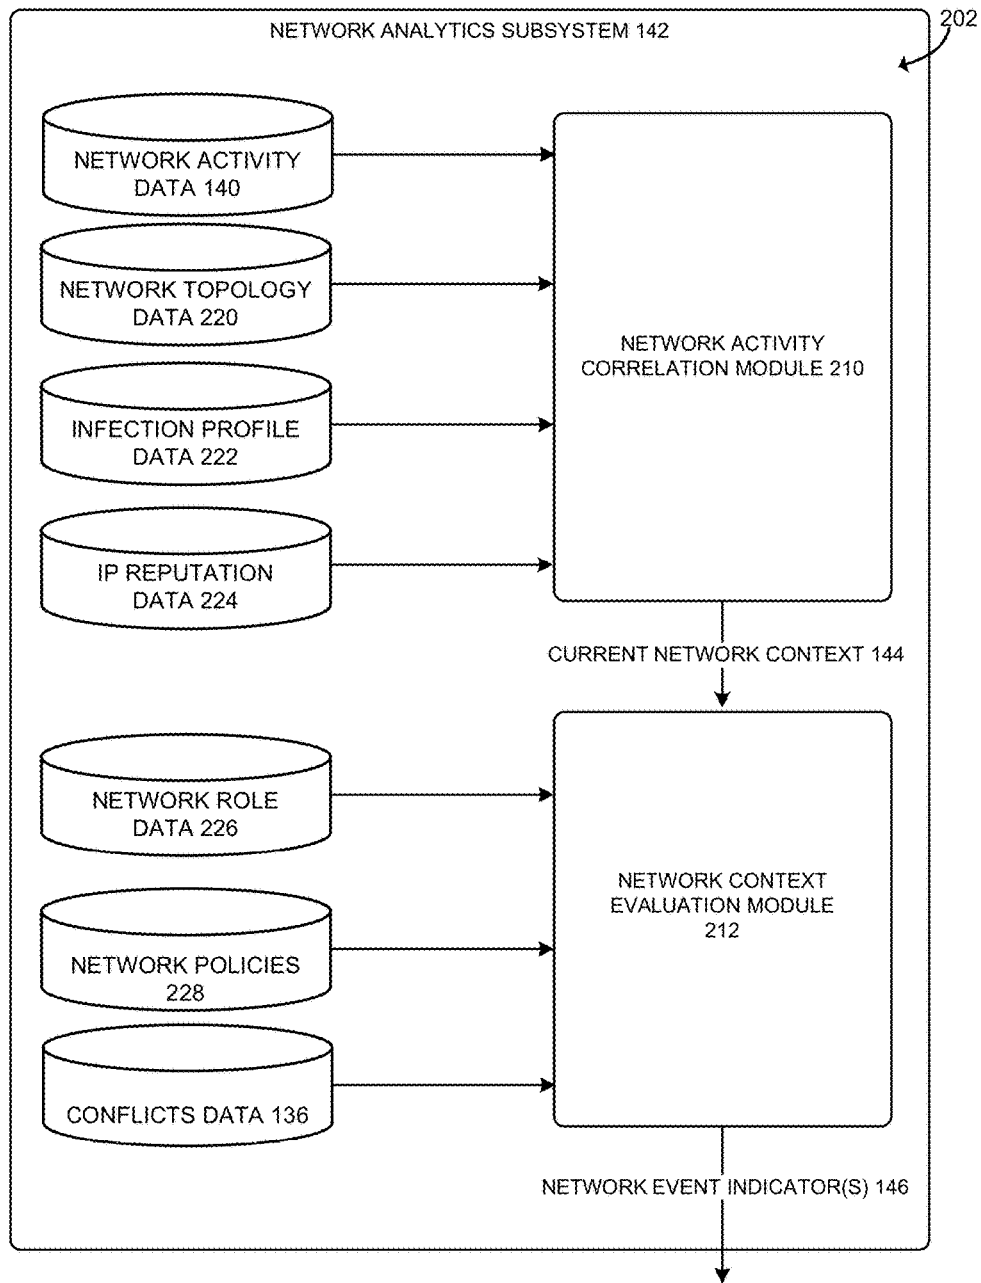 NETWORK ANALYTICS SUBSYSTEM 142
202
NETWORK ACTIVITY
DATA 140
NETWORK TOPOLOGY
DATA 220
INFECTION PROFILE
DATA 222
IP REPUTATION
DATA 224
NETWORK ACTIVITY
CORRELATION MODULE 210
CURRENT NETWORK CONTEXT 144
NETWORK ROLE
DATA 226
NETWORK POLICIES
228
CONFLICTS DATA 136
NETWORK CONTEXT
EVALUATION MODULE
212
NETWORK EVENT INDICATOR(S) 146